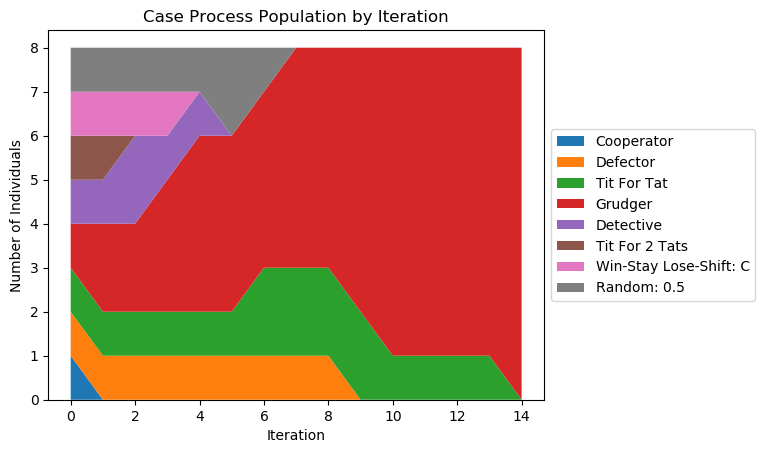 Case Process Population by Iteration
Number of Individuals
8
7
6
5
4
3
2
1
0
0 2 4 6 8 10 12 14
Iteration
Cooperator
Defector
Tit For Tat
Grudger
Detective
Tit For 2 Tats
Win-Stay Lose-Shift: C
Random: 0.5